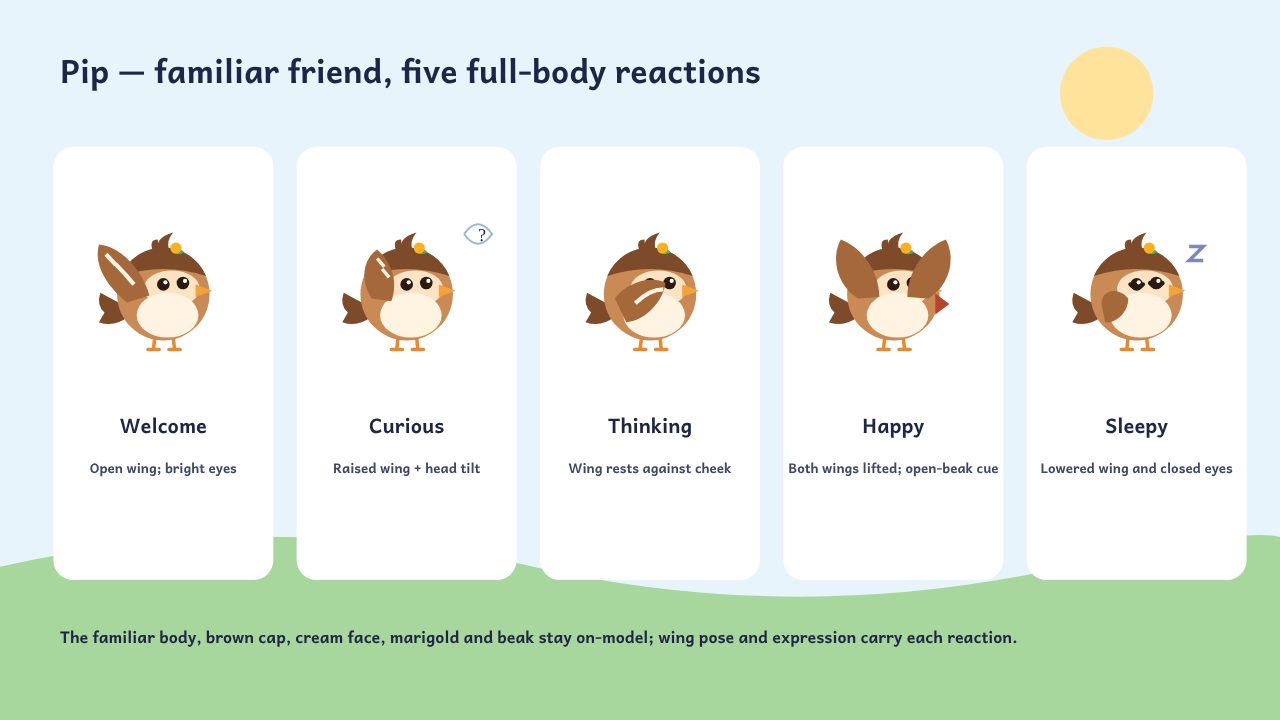 Pip — familiar friend, five full-body reactions
?
Z
Welcome
Curious
Thinking
Happy
Sleepy
Open wing; bright eyes
Raised wing + head tilt
Wing rests against cheek
Both wings lifted; open-beak cue
Lowered wing and closed eyes
The familiar body, brown cap, cream face, marigold and beak stay on-model; wing pose and expression carry each reaction.